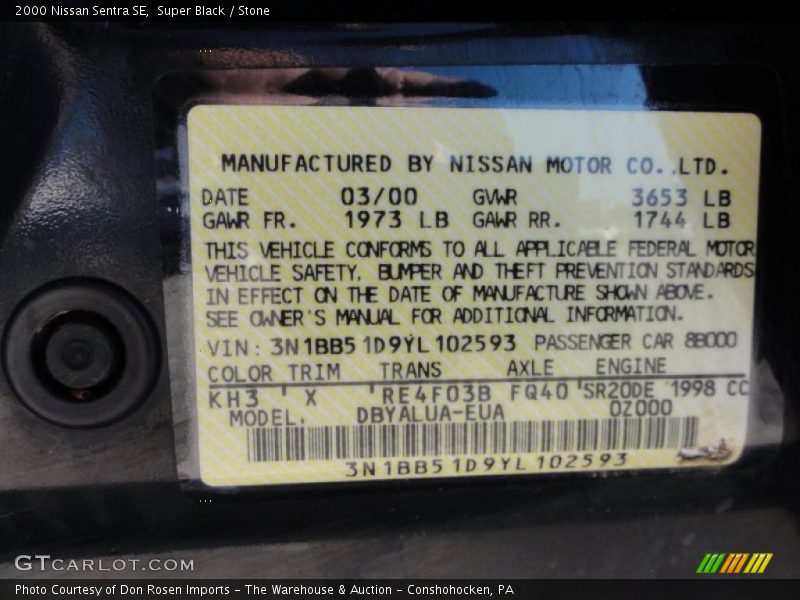 2000 Nissan Sentra SE,  Super Black / Stone
MANUFACTURED BY NISSAN MOTOR CO.,LTD.
DATE 03/00 GVWR 3653 LB
GAWR FR. 1973 LB GAWR RR. 1744 LB
THIS VEHICLE CONFORMS TO ALL APPLICABLE FEDERAL MOTOR
VEHICLE SAFETY, BUMPER AND THEFT PREVENTION STANDARDS
IN EFFECT ON THE DATE OF MANUFACTURE SHOWN ABOVE.
SEE OWNER'S MANUAL FOR ADDITIONAL INFORMATION.
VIN: 3N1BB51D9YL102593 PASSENGER CAR 8B000
COLOR TRIM TRANS AXLE ENGINE
KH3 ' X 'RE4F03B FQ40 'SR20DE 1998 CC
MODEL. DBYALUA-EUA 0Z000
3N1BB51D9YL102593
GTCARLOT.COM
Photo Courtesy of Don Rosen Imports – The Warehouse & Auction – Conshohocken, PA